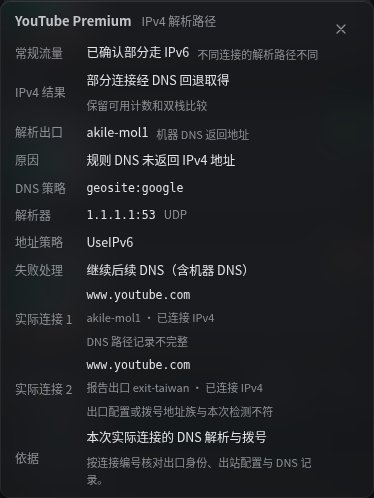 YouTube Premium IPv4 解析路径
常规流量 已确认部分走 IPv6 不同连接的解析路径不同
IPv4 结果 部分连接经 DNS 回退取得
保留可用计数和双栈比较
解析出口 akile-mol1 机器 DNS 返回地址
原因 规则 DNS 未返回 IPv4 地址
DNS 策略 geosite:google
解析器 1.1.1.1:53 UDP
地址策略 UseIPv6
失败处理 继续后续 DNS（含机器 DNS）
www.youtube.com
实际连接 1 akile-mol1 · 已连接 IPv4
DNS 路径记录不完整
www.youtube.com
实际连接 2 报告出口 exit-taiwan · 已连接 IPv4
出口配置或拨号地址族与本次检测不符
本次实际连接的 DNS 解析与拨号
依据 按连接编号核对出口身份、出站配置与 DNS 记
录。